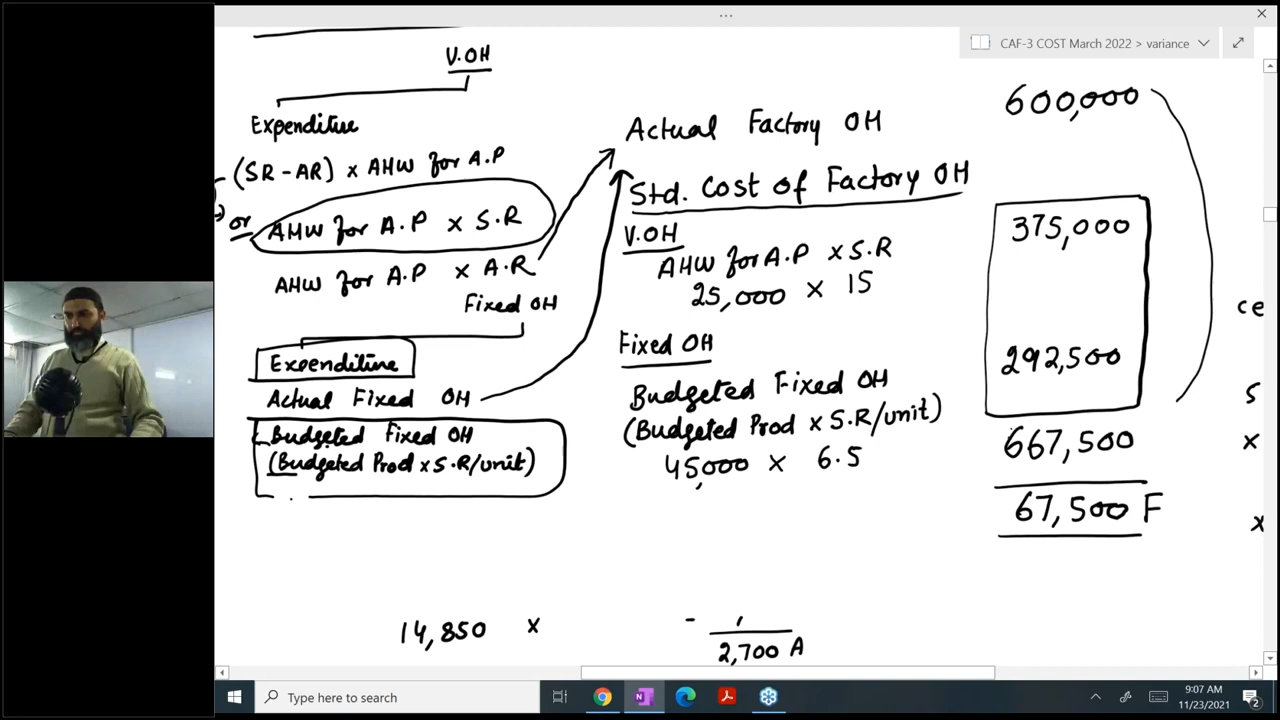 CAF-3 COST March 2022 > variance
V.OH
Expenditure
(SR-AR) x AHW for A.P
or
AHW for A.P x S.R
AHW for A.P x A.R
Fixed OH
Expenditure
Actual Fixed OH
Budgeted Fixed OH
(Budgeted Prod x S.R/unit)
Actual Factory OH
600,000
Std. Cost of Factory OH
V.OH
AHW for A.P x S.R
375,000
25,000 x 15
Fixed OH
292,500
Budgeted Fixed OH
(Budgeted Prod x S.R/unit)
45,000 x 6.5
667,500
67,500 F
ce
S
x
x
14,850 x
2,700 A
Type here to search
9:07 AM
11/23/2021
2